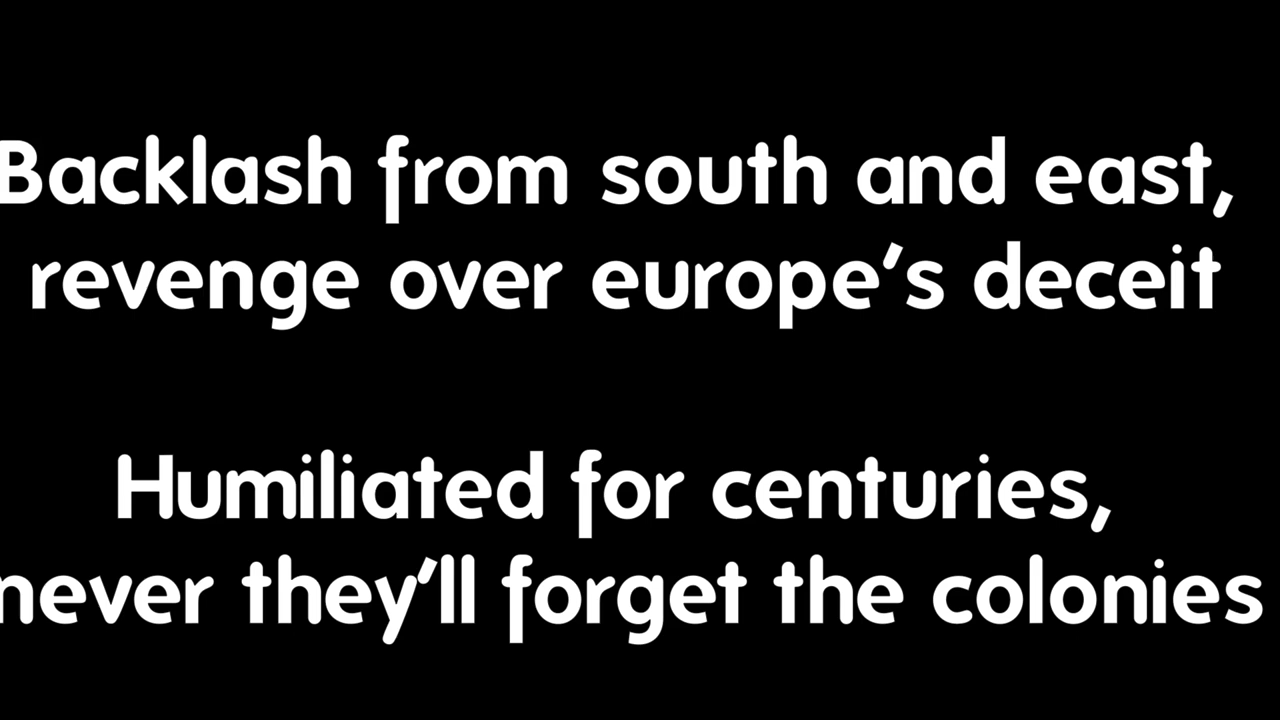 Backlash from south and east,
revenge over europe's deceit
Humiliated for centuries,
never they'll forget the colonies